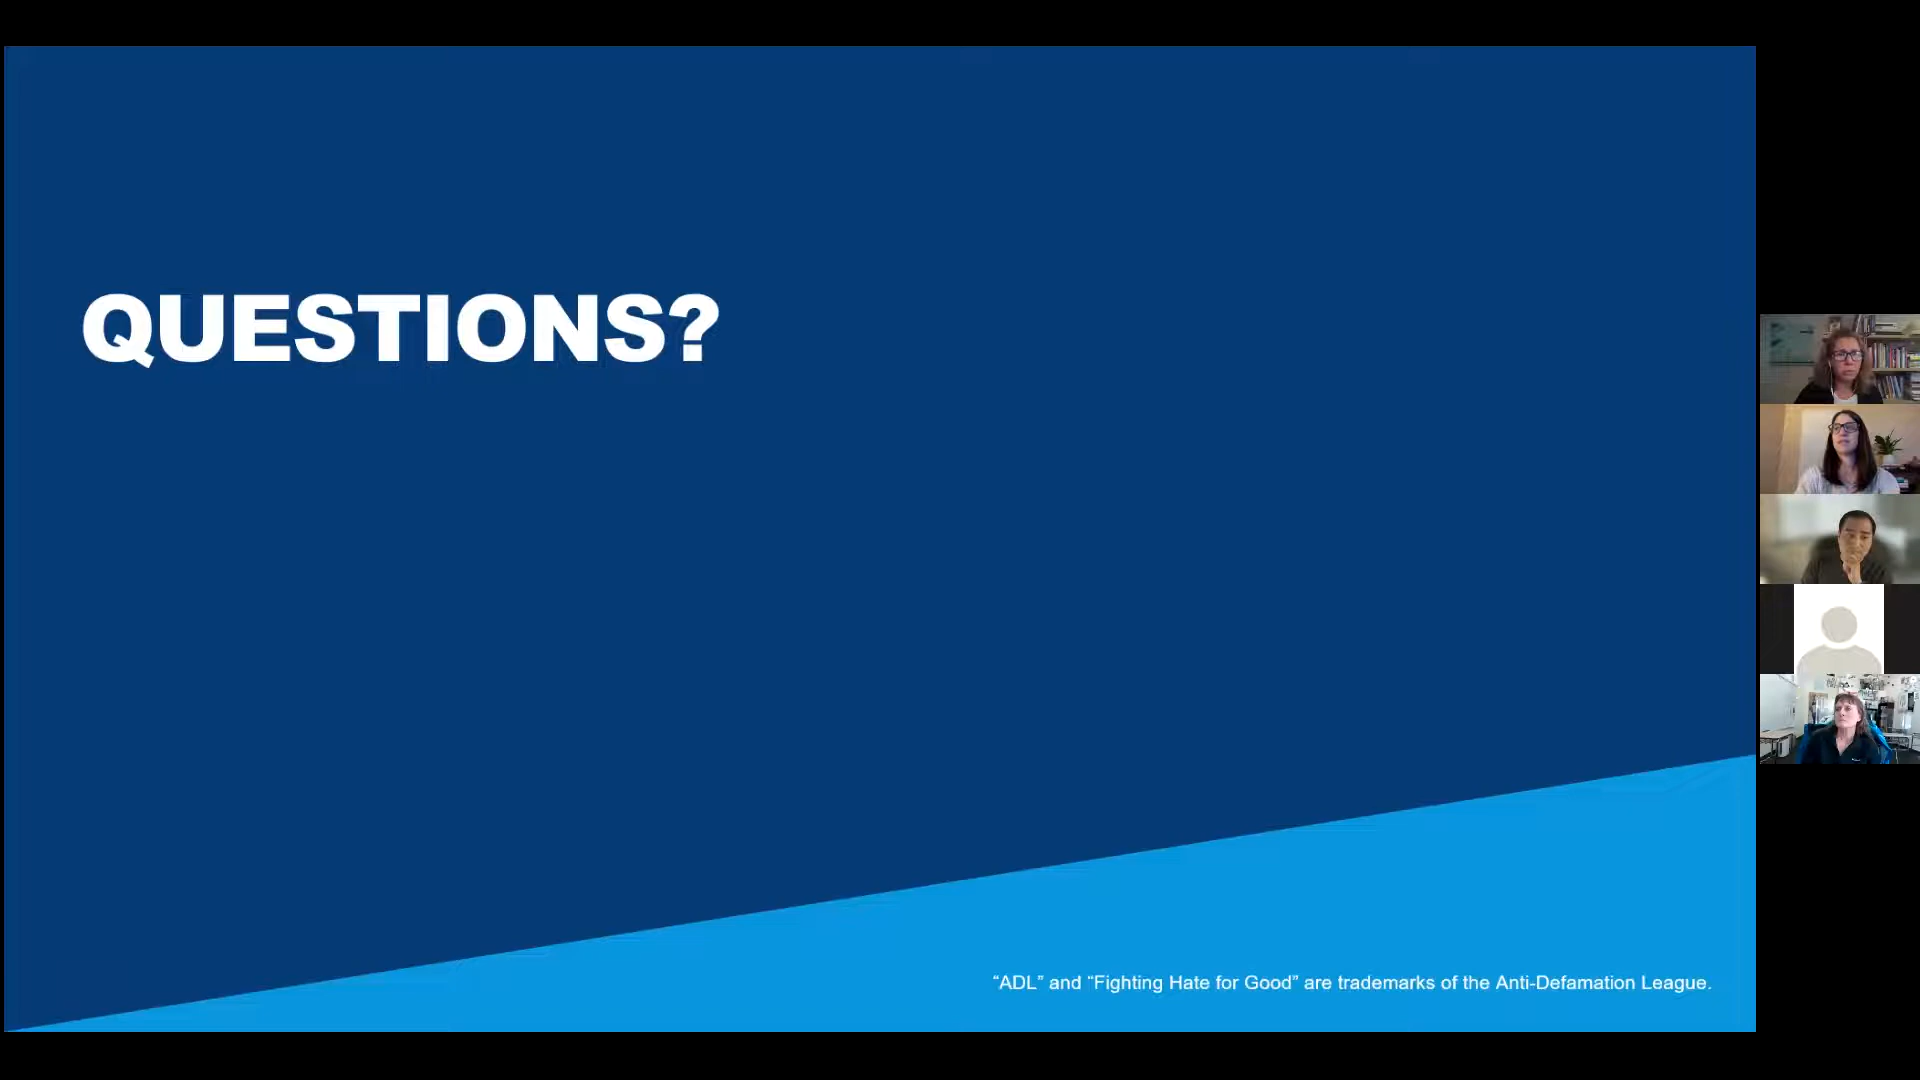 QUESTIONS?
“ADL” and “Fighting Hate for Good” are trademarks of the Anti-Defamation League.